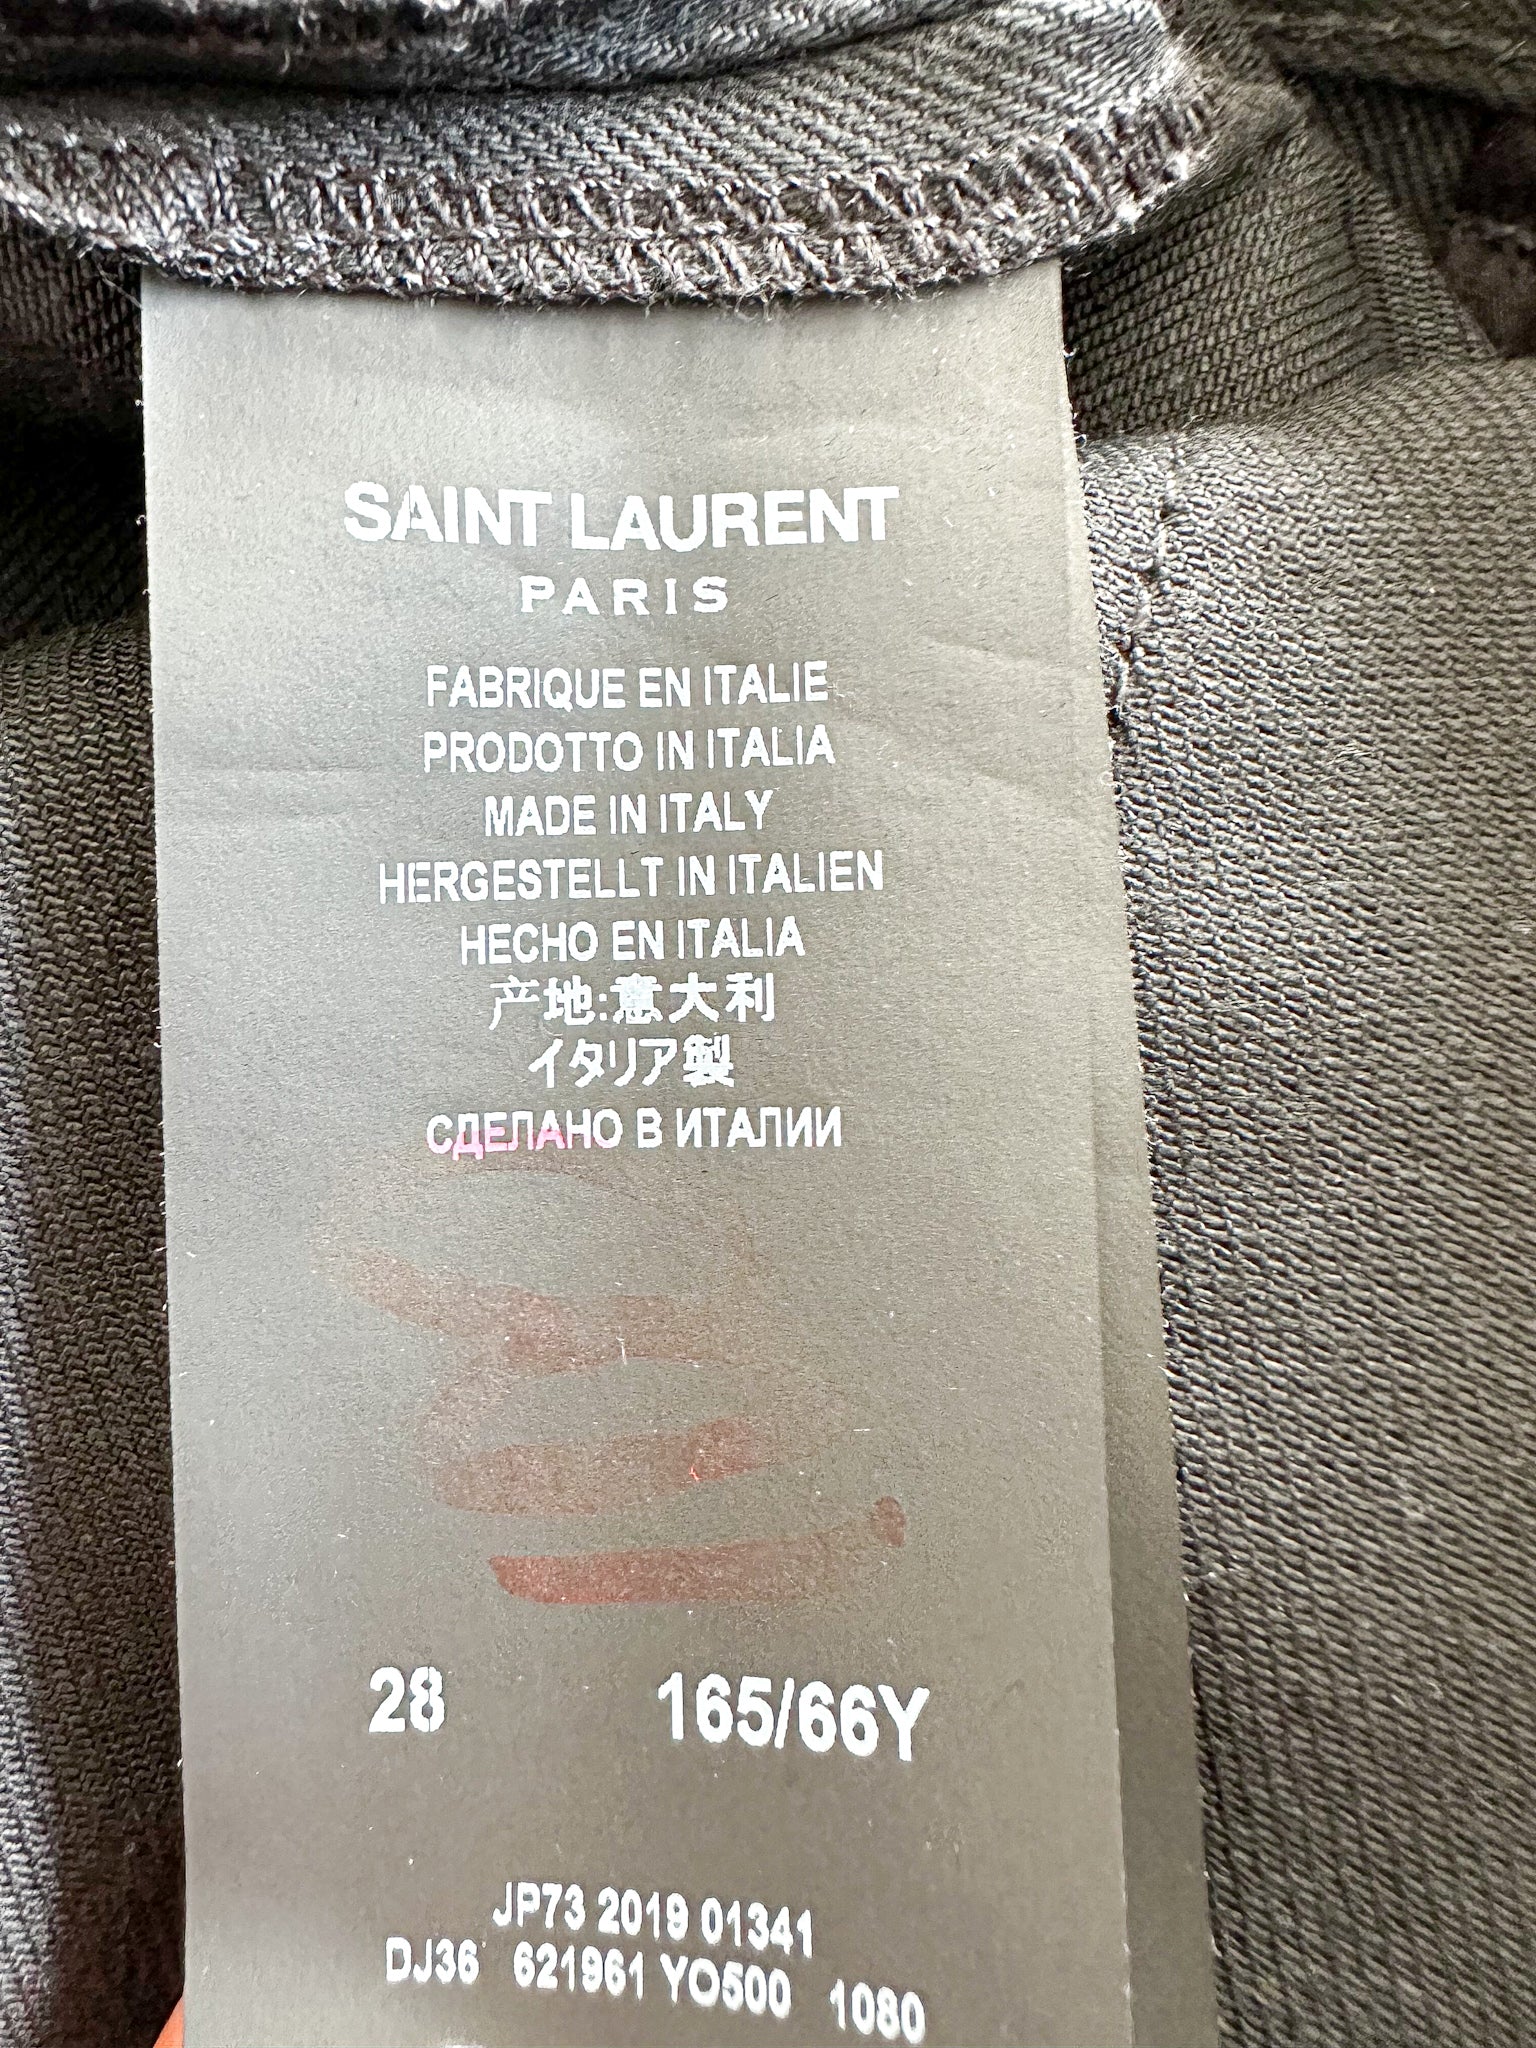 SAINT LAURENT
PARIS
FABRIQUE EN ITALIE
PRODOTTO IN ITALIA
MADE IN ITALY
HERGESTELLT IN ITALIEN
HECHO EN ITALIA
产地:意大利
イタリア製
СДЕЛАНО В ИТАЛИИ
28 165/66Y
JP73 2019 01341
DJ36 621961 YO500 1080